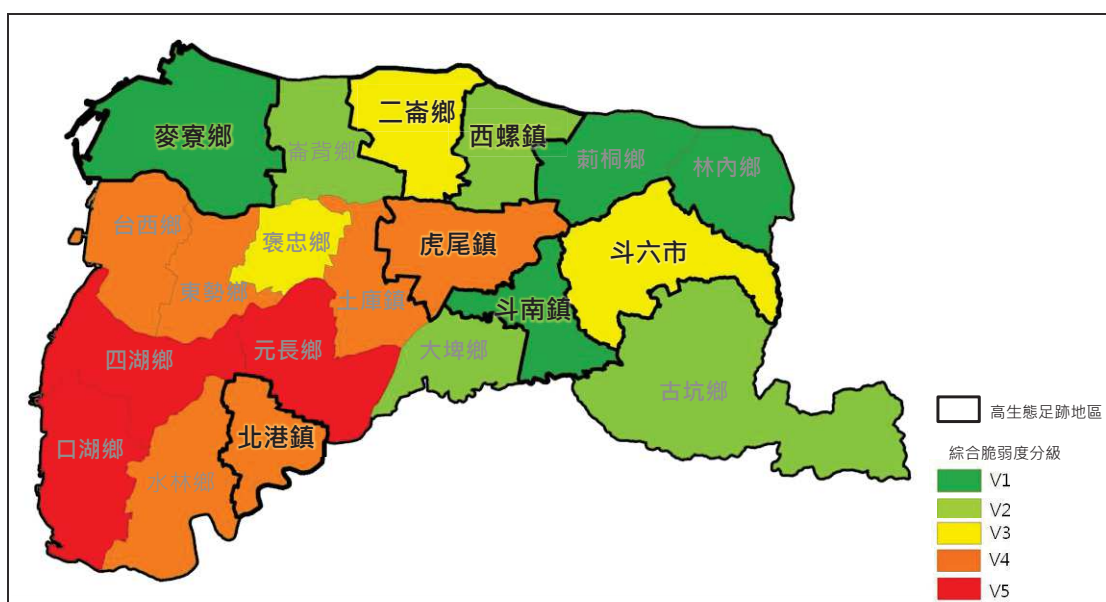 麥寮鄉
崙背鄉
二崙鄉
西螺鎮
莿桐鄉
林內鄉
台西鄉
東勢鄉
褒忠鄉
土庫鎮
虎尾鎮
斗南鎮
斗六市
四湖鄉
元長鄉
大埤鄉
古坑鄉
口湖鄉
水林鄉
北港鎮
高生態足跡地區
綜合脆弱度分級
V1
V2
V3
V4
V5